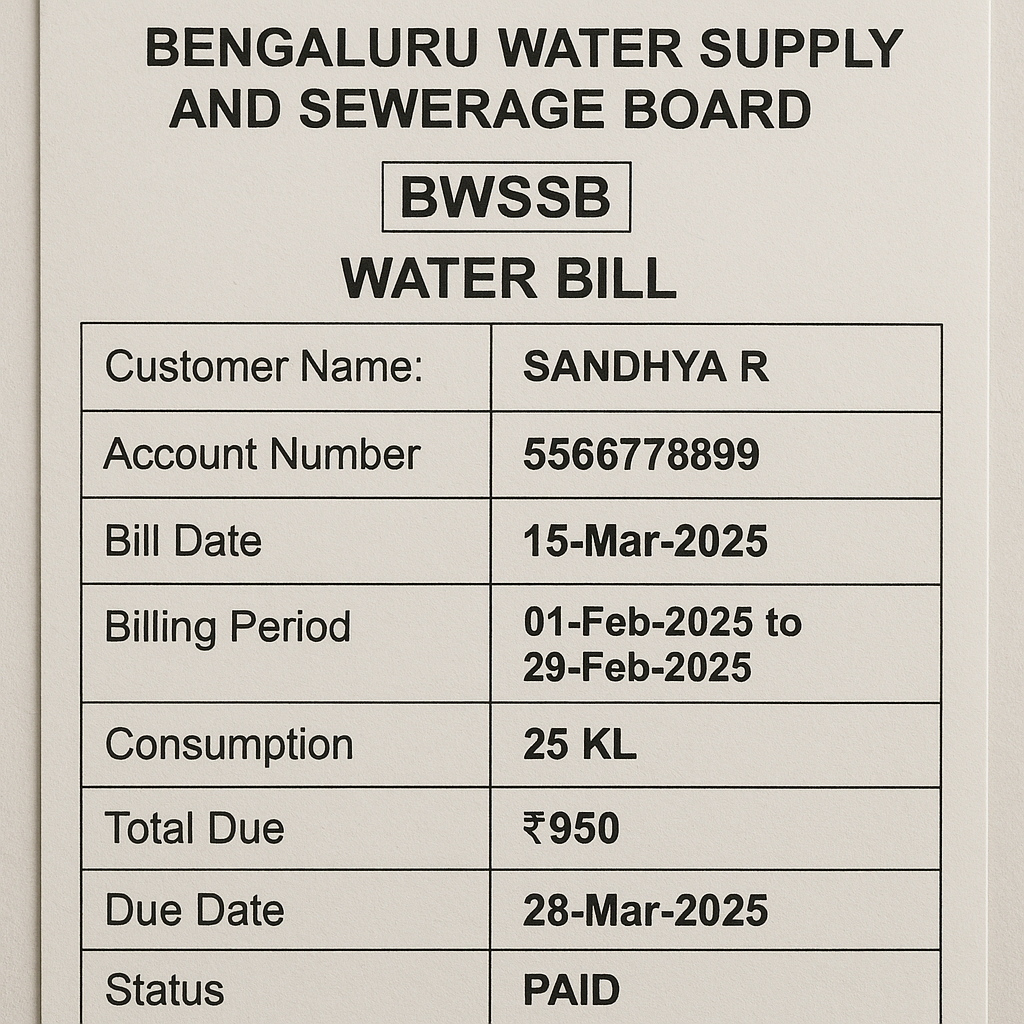 BENGALURU WATER SUPPLY
AND SEWERAGE BOARD
BWSSB
WATER BILL
Customer Name: SANDHYA R
Account Number 5566778899
Bill Date 15-Mar-2025
Billing Period 01-Feb-2025 to
29-Feb-2025
Consumption 25 KL
Total Due ₹950
Due Date 28-Mar-2025
Status PAID